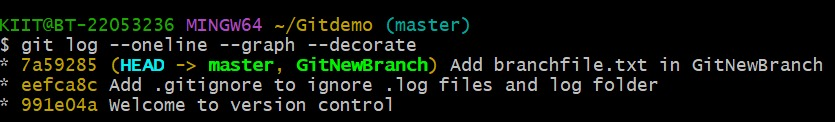 KIIT@BT-22053236 MINGW64 ~/Gitdemo (master)
$ git log --oneline --graph --decorate
* 7a59285 (HEAD -> master, GitNewBranch) Add branchfile.txt in GitNewBranch
* eefca8c Add .gitignore to ignore .log files and log folder
* 991e04a Welcome to version control